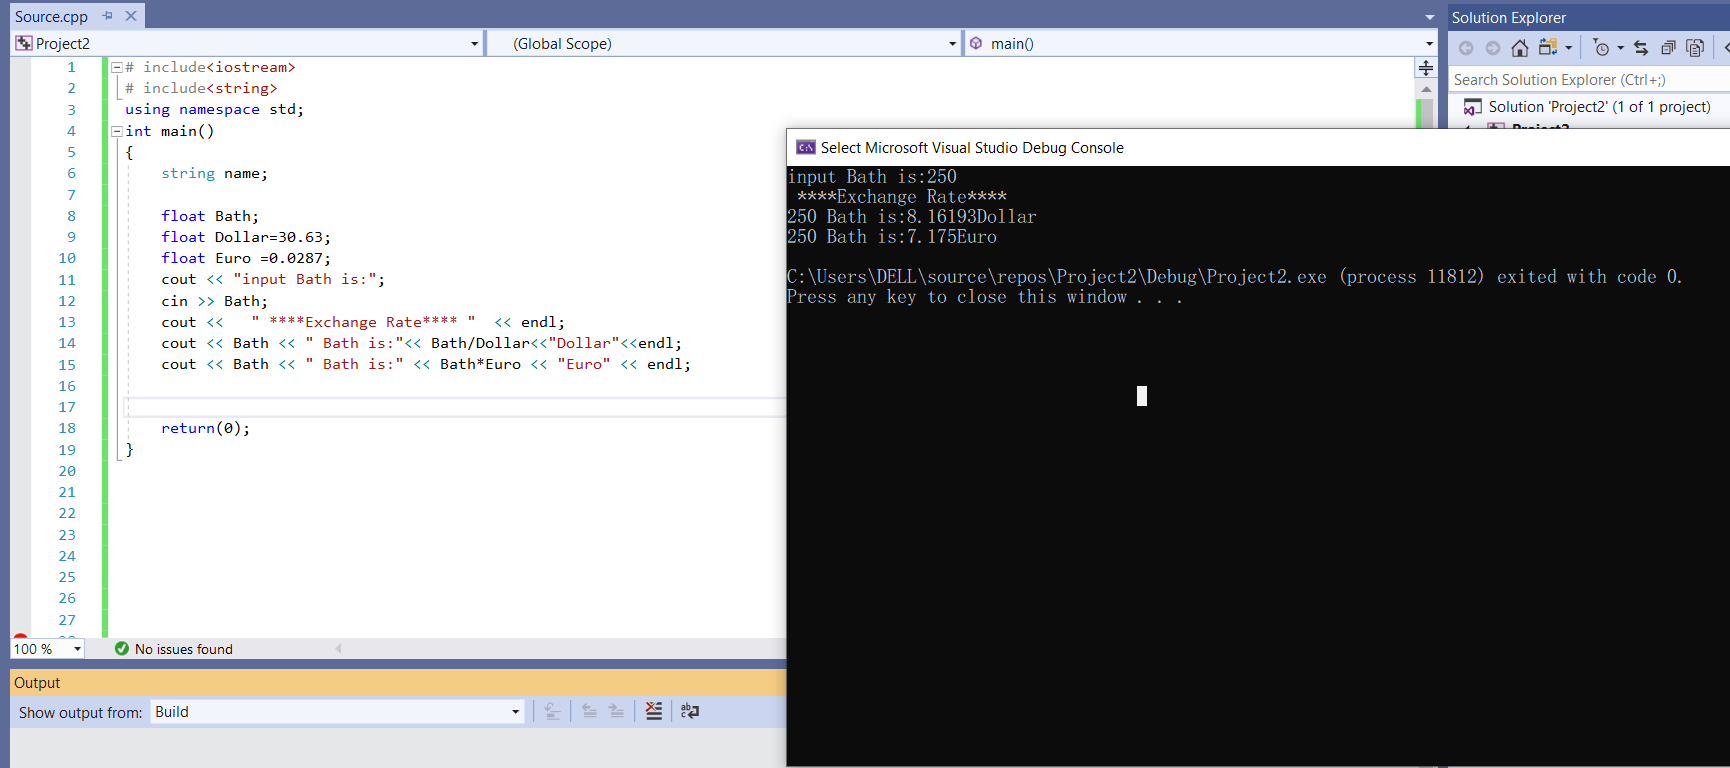 Source.cpp
Solution Explorer
Project2
(Global Scope)
main()
Search Solution Explorer (Ctrl+;)
Solution 'Project2' (1 of 1 project)
Project2
1 # include<iostream>
2 # include<string>
3 using namespace std;
4 int main()
5 {
6 string name;
7
8 float Bath;
9 float Dollar=30.63;
10 float Euro =0.0287;
11 cout << "input Bath is:";
12 cin >> Bath;
13 cout <<   " ****Exchange Rate**** "  << endl;
14 cout << Bath << " Bath is:"<< Bath/Dollar<<"Dollar"<<endl;
15 cout << Bath << " Bath is:" << Bath*Euro << "Euro" << endl;
16
17
18 return(0);
19 }
20
21
22
23
24
25
26
27
100 %
No issues found
Output
Show output from: Build
Select Microsoft Visual Studio Debug Console
input Bath is:250
****Exchange Rate****
250 Bath is:8.16193Dollar
250 Bath is:7.175Euro
C:\Users\DELL\source\repos\Project2\Debug\Project2.exe (process 11812) exited with code 0.
Press any key to close this window . . .